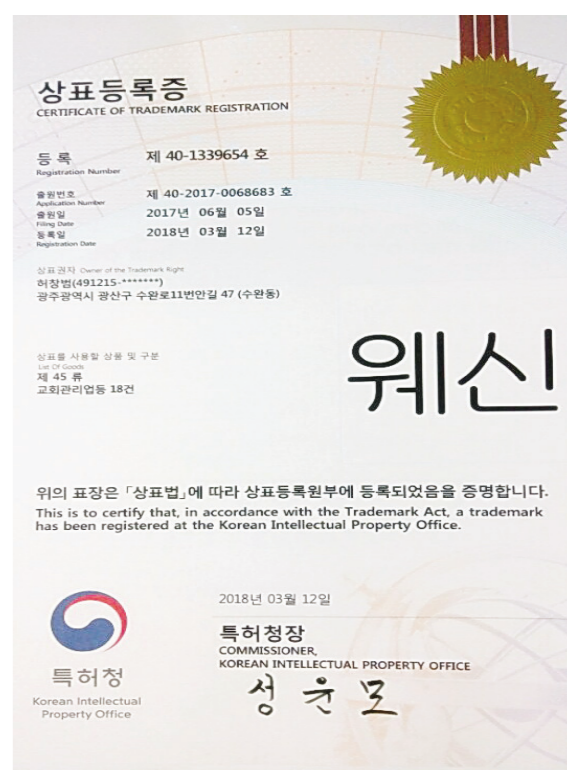 상표등록증
CERTIFICATE OF TRADEMARK REGISTRATION
등 록 제 40-1339654 호
Registration Number
출원번호 제 40-2017-0068683 호
Application Number
출원일 2017년 06월 05일
Filing Date
등록일 2018년 03월 12일
Registration Date
상표권자 Owner of the Trademark Right
허창범(491215-*******)
광주광역시 광산구 수완로11번안길 47 (수완동)
웨신
상표를 사용할 상품 및 구분
List Of Goods
제 45 류
교회관리업등 18건
위의 표장은 「상표법」에 따라 상표등록원부에 등록되었음을 증명합니다.
This is to certify that, in accordance with the Trademark Act, a trademark
has been registered at the Korean Intellectual Property Office.
2018년 03월 12일
특허청장
COMMISSIONER,
KOREAN INTELLECTUAL PROPERTY OFFICE
성윤모
특허청
Korean Intellectual
Property Office